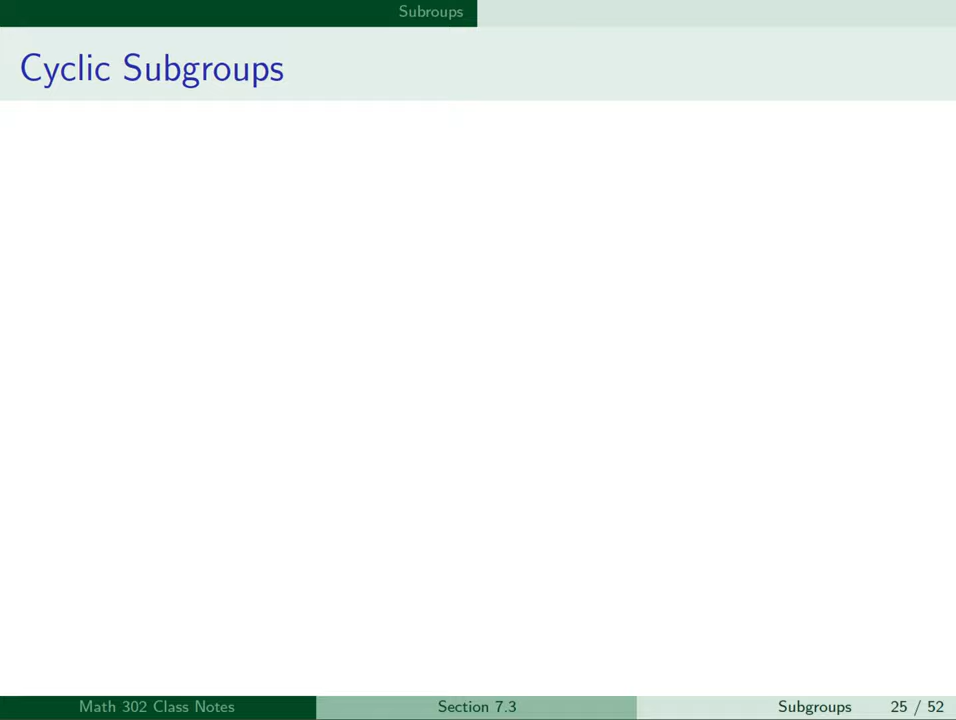 Subroups
Cyclic Subgroups
Math 302 Class Notes
Section 7.3
Subgroups
25 / 52